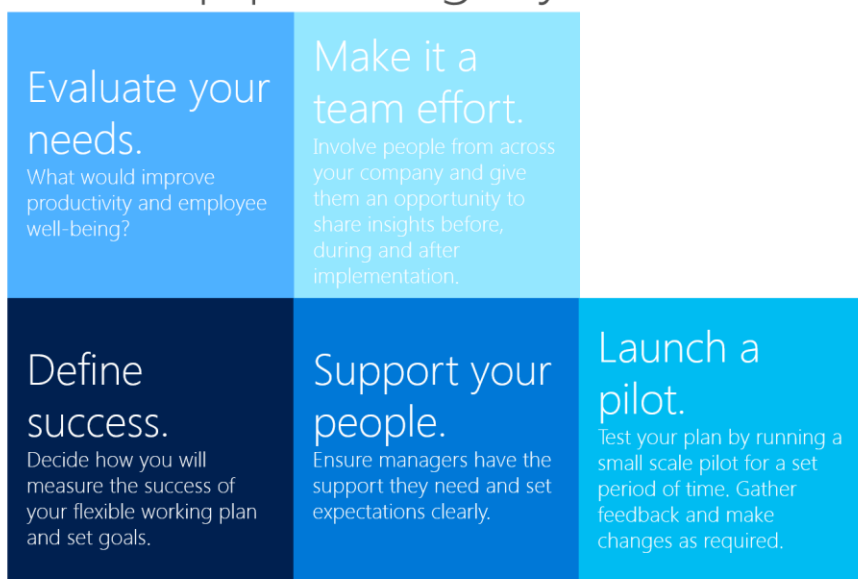 Evaluate your
needs.
What would improve
productivity and employee
well-being?
Make it a
team effort.
Involve people from across
your company and give
them an opportunity to
share insights before,
during and after
implementation.
Define
success.
Decide how you will
measure the success of
your flexible working plan
and set goals.
Support your
people.
Ensure managers have the
support they need and set
expectations clearly.
Launch a
pilot.
Test your plan by running a
small scale pilot for a set
period of time. Gather
feedback and make
changes as required.